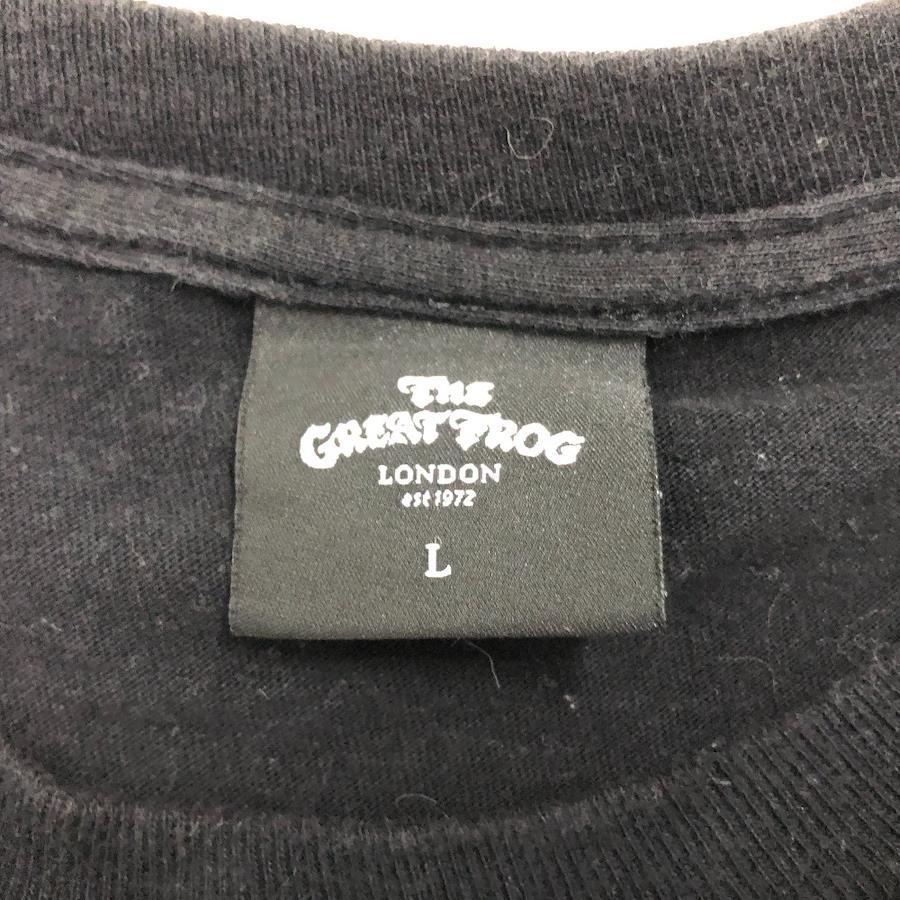 THE
GREAT FROG
LONDON
est 1972
L